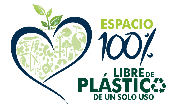 ESPACIO
100%
LIBRE DE
PLÁSTICO
DE UN SOLO USO